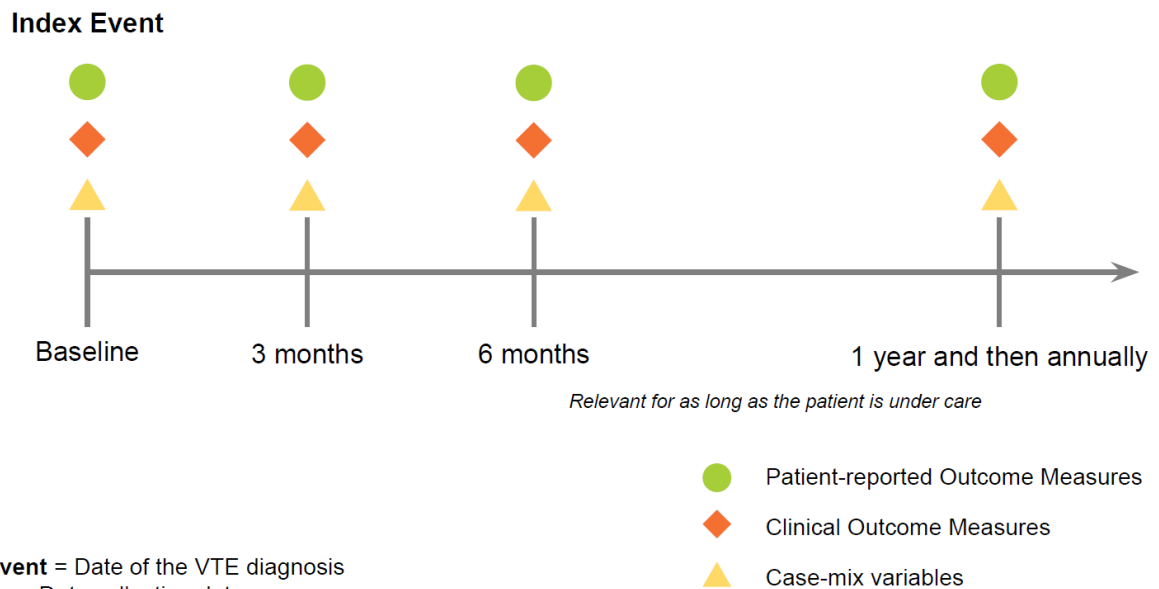 Index Event
Baseline
3 months
6 months
1 year and then annually
Relevant for as long as the patient is under care
Patient-reported Outcome Measures
Clinical Outcome Measures
vent = Date of the VTE diagnosis
Case-mix variables